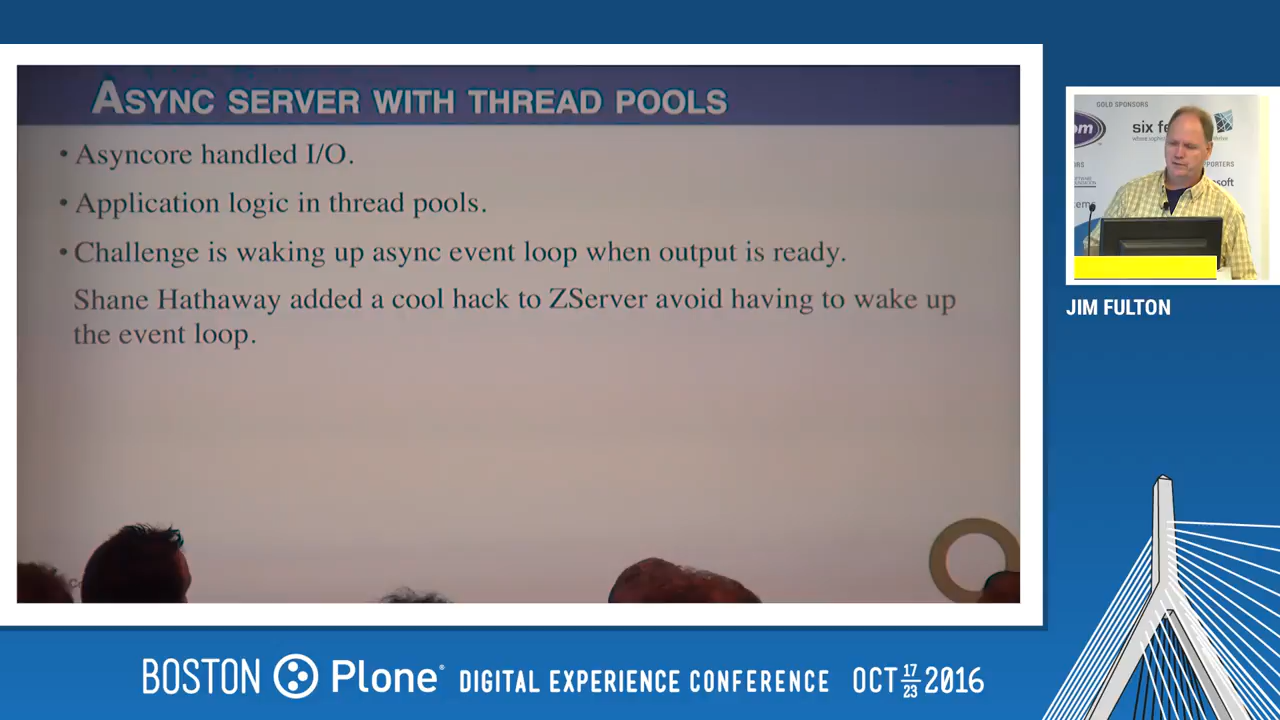 ASYNC SERVER WITH THREAD POOLS
• Asyncore handled I/O.
• Application logic in thread pools.
• Challenge is waking up async event loop when output is ready.
Shane Hathaway added a cool hack to ZServer avoid having to wake up
the event loop.
GOLD SPONSORS
six fe
JIM FULTON
BOSTON Plone® DIGITAL EXPERIENCE CONFERENCE OCT 17 23 2016